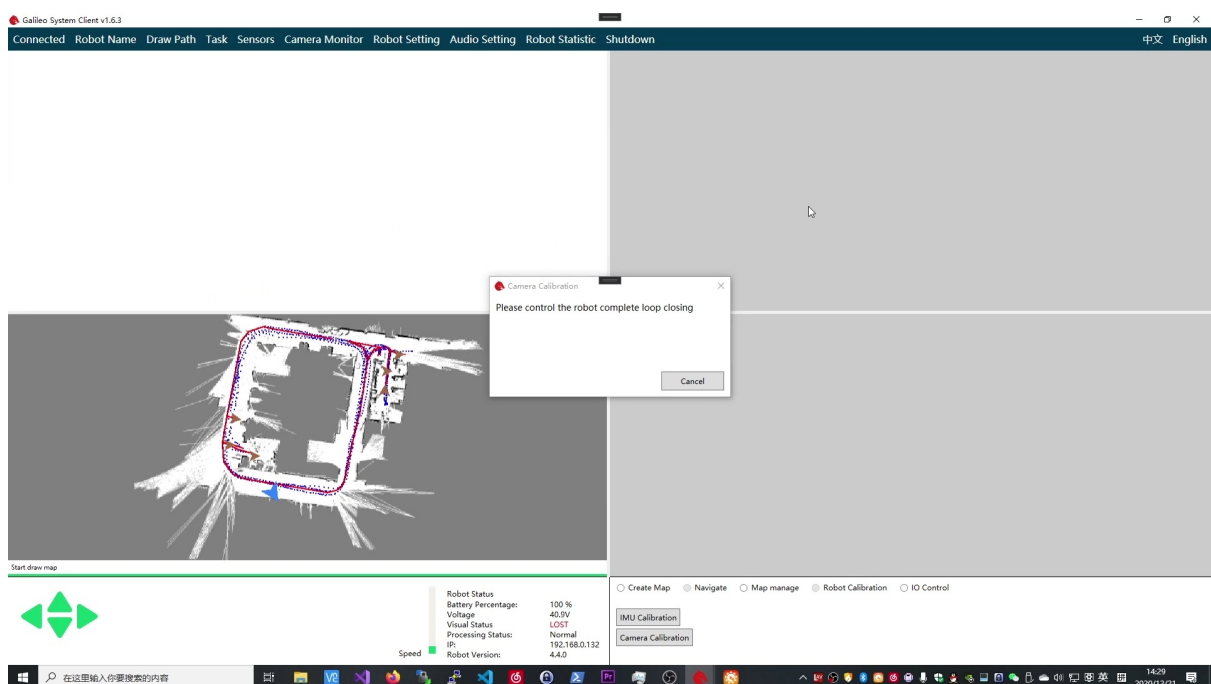 Galileo System Client v1.6.3
Connected Robot Name Draw Path Task Sensors Camera Monitor Robot Setting Audio Setting Robot Statistic Shutdown 中文 English
Camera Calibration
Please control the robot complete loop closing
Cancel
Start draw map
Create Map Navigate Map manage Robot Calibration IO Control
IMU Calibration
Camera Calibration
Robot Status
Battery Percentage: 100 %
Voltage 40.9V
Visual Status LOST
Processing Status: Normal
IP: 192.168.0.132
Robot Version: 4.4.0
Speed
在这里输入你要搜索的内容
英
14:29
2020/12/21